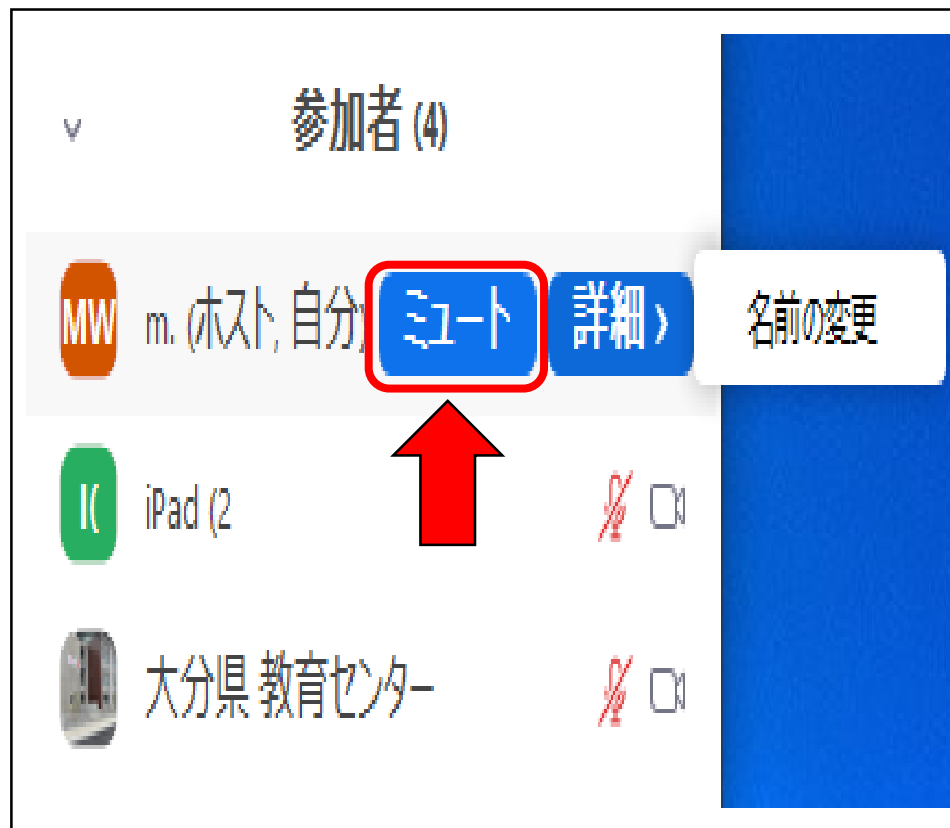 参加者 (4)
MW m. (ホスト, 自分) ミュート 詳細 › 名前の変更
I( iPad (2
大分県 教育センター